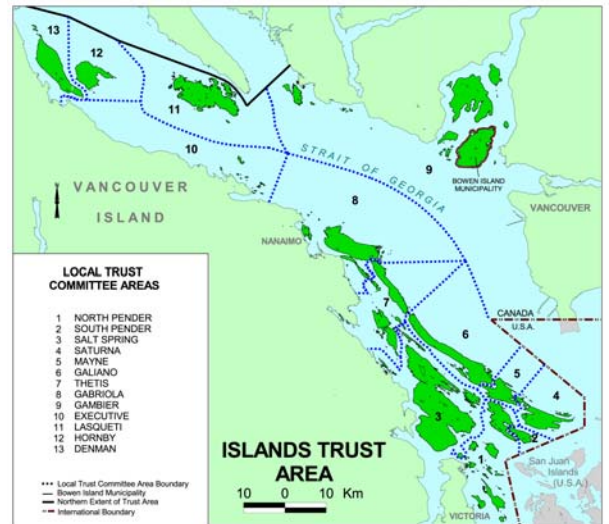 13
12
11
10
STRAIT OF GEORGIA
9
BOWEN ISLAND
MUNICIPALITY
VANCOUVER
ISLAND
8
VANCOUVER
NANAIMO
LOCAL TRUST
COMMITTEE AREAS
1 NORTH PENDER
2 SOUTH PENDER
3 SALT SPRING
4 SATURNA
5 MAYNE
6 GALIANO
7 THETIS
8 GABRIOLA
9 GAMBIER
10 EXECUTIVE
11 LASQUETI
12 HORNBY
13 DENMAN
Local Trust Committee Area Boundary
Bowen Island Municipality
Northern Extent of Trust Area
International Boundary
7
CANADA
U.S.A.
6
5
4
3
2
1
ISLANDS TRUST
AREA
10 0 10 Km
San Juan
Islands
(U.S.A.)
VICTORIA